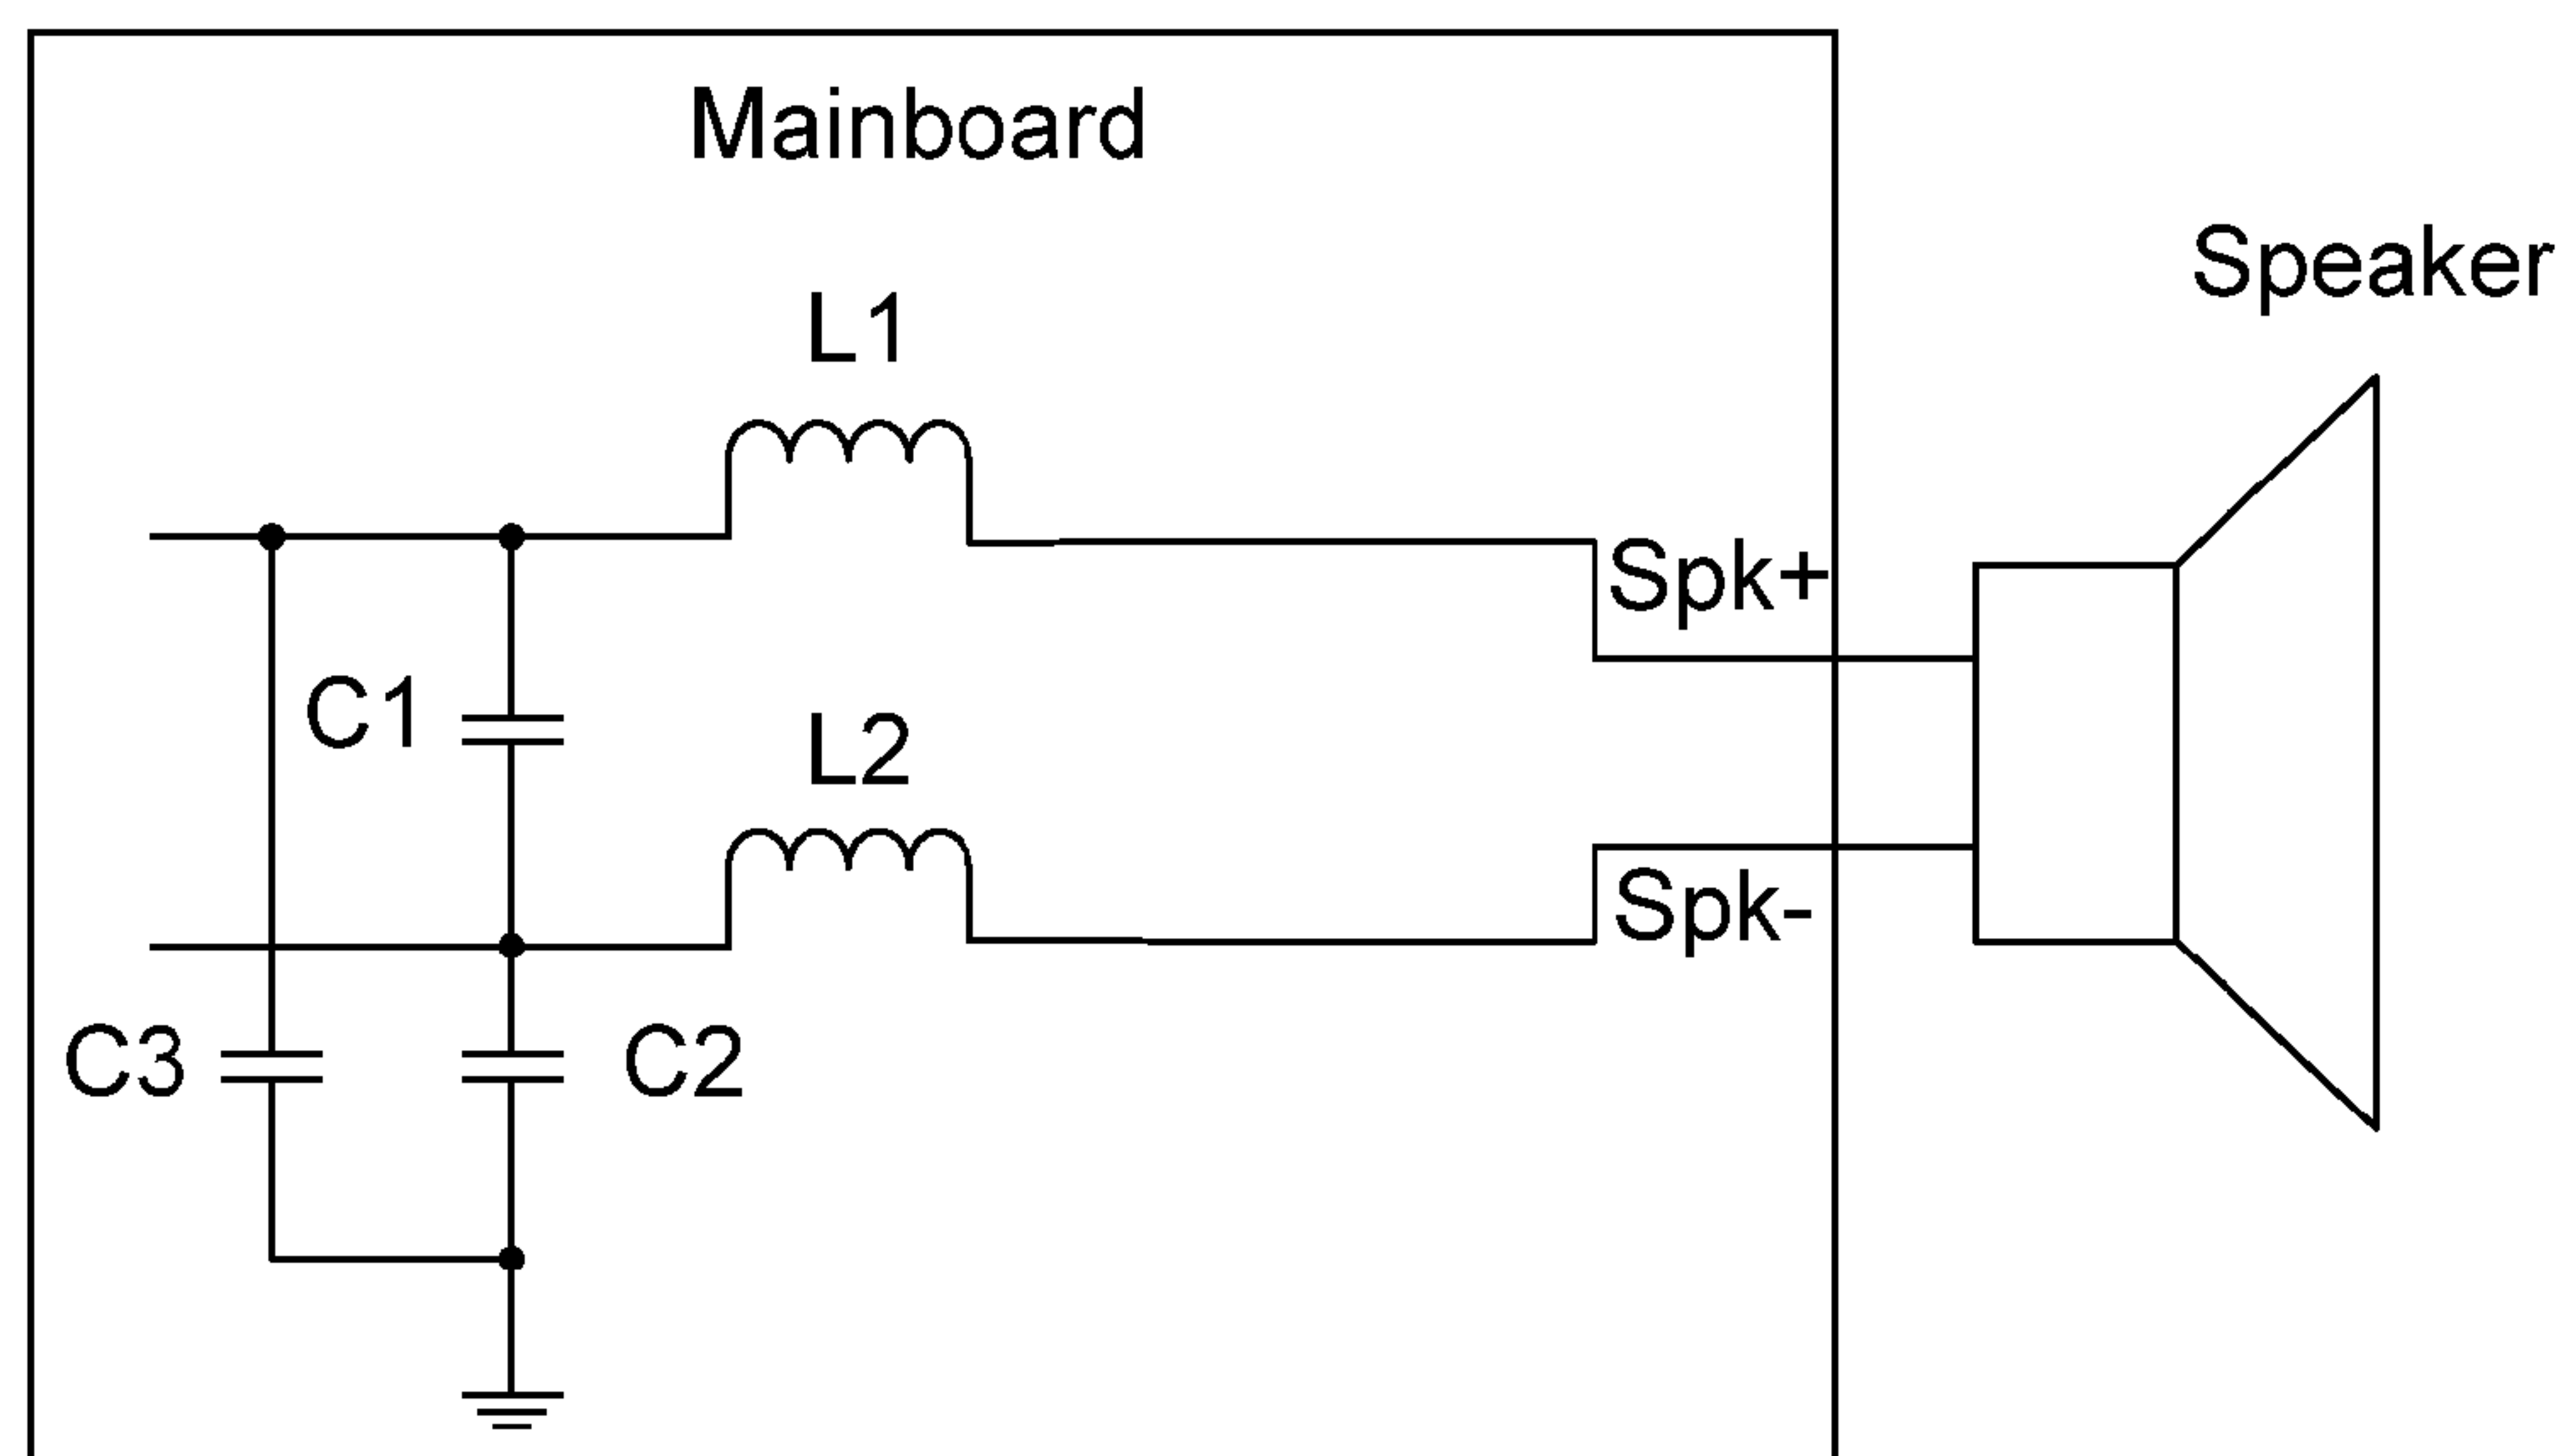 Mainboard
Speaker
L1
Spk+
C1
L2
Spk-
C3
C2